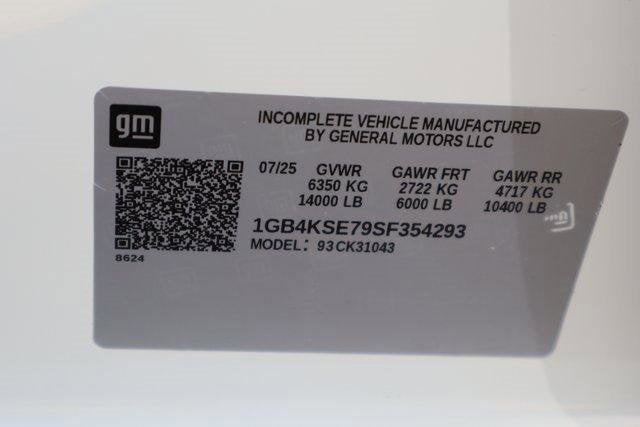 gm
INCOMPLETE VEHICLE MANUFACTURED
BY GENERAL MOTORS LLC
07/25 GVWR GAWR FRT GAWR RR
6350 KG 2722 KG 4717 KG
14000 LB 6000 LB 10400 LB
1GB4KSE79SF354293
MODEL: 93CK31043
8624